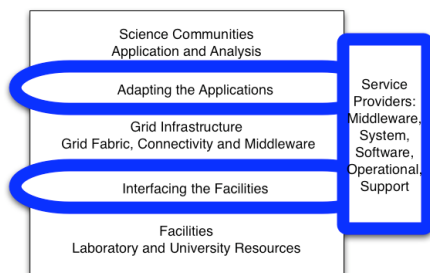 Science Communities
Application and Analysis
Adapting the Applications
Grid Infrastructure
Grid Fabric, Connectivity and Middleware
Interfacing the Facilities
Facilities
Laboratory and University Resources
Service
Providers:
Middleware,
System,
Software,
Operational,
Support